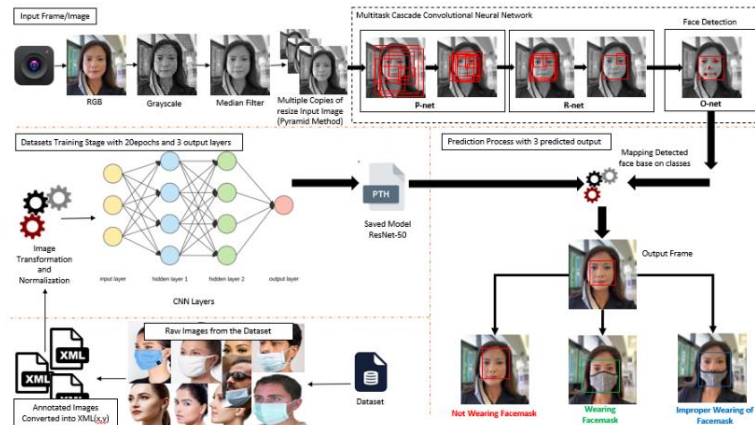 Input Frame/Image
RGB
Grayscale
Median Filter
Multiple Copies of
resize Input Image
(Pyramid Method)
Multitask Cascade Convolutional Neural Network
Face Detection
P-net
R-net
O-net
Datasets Training Stage with 20epochs and 3 output layers
Image
Transformation
and
Normalization
input layer
hidden layer 1
hidden layer 2
output layer
CNN Layers
PTH
Saved Model
ResNet-50
Prediction Process with 3 predicted output
Mapping Detected
face base on classes
Output Frame
Not Wearing Facemask
Wearing
Facemask
Improper Wearing of
Facemask
Raw Images from the Dataset
XML
XML
XML
Annotated Images
Converted into XML(x,y)
Dataset